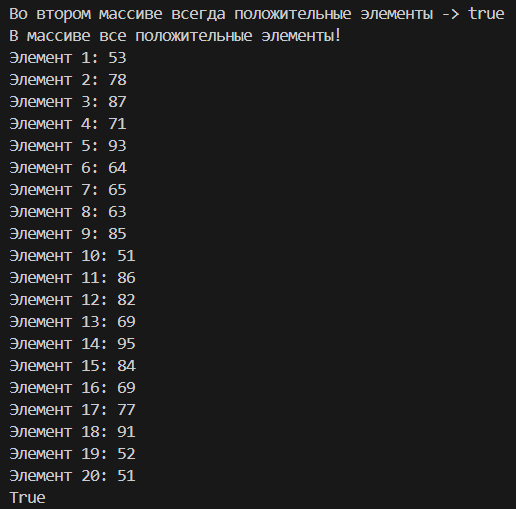 Во втором массиве всегда положительные элементы -> true
В массиве все положительные элементы!
Элемент 1: 53
Элемент 2: 78
Элемент 3: 87
Элемент 4: 71
Элемент 5: 93
Элемент 6: 64
Элемент 7: 65
Элемент 8: 63
Элемент 9: 85
Элемент 10: 51
Элемент 11: 86
Элемент 12: 82
Элемент 13: 69
Элемент 14: 95
Элемент 15: 84
Элемент 16: 69
Элемент 17: 77
Элемент 18: 91
Элемент 19: 52
Элемент 20: 51
True